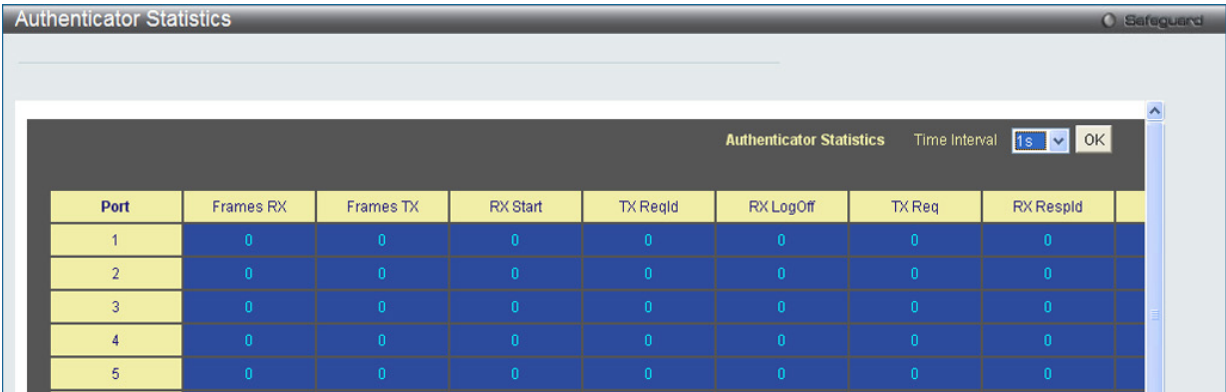 Authenticator Statistics
Safeguard
Authenticator Statistics Time Interval 1s OK
Port Frames RX Frames TX RX Start TX ReqId RX LogOff TX Req RX RespId
1 0 0 0 0 0 0 0
2 0 0 0 0 0 0 0
3 0 0 0 0 0 0 0
4 0 0 0 0 0 0 0
5 0 0 0 0 0 0 0